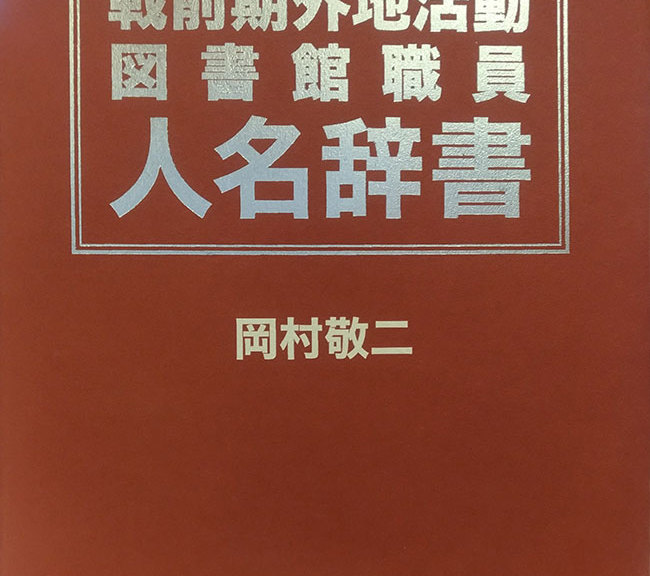 戦前期外地活動
図書館職員
人名辞書
岡村敬二